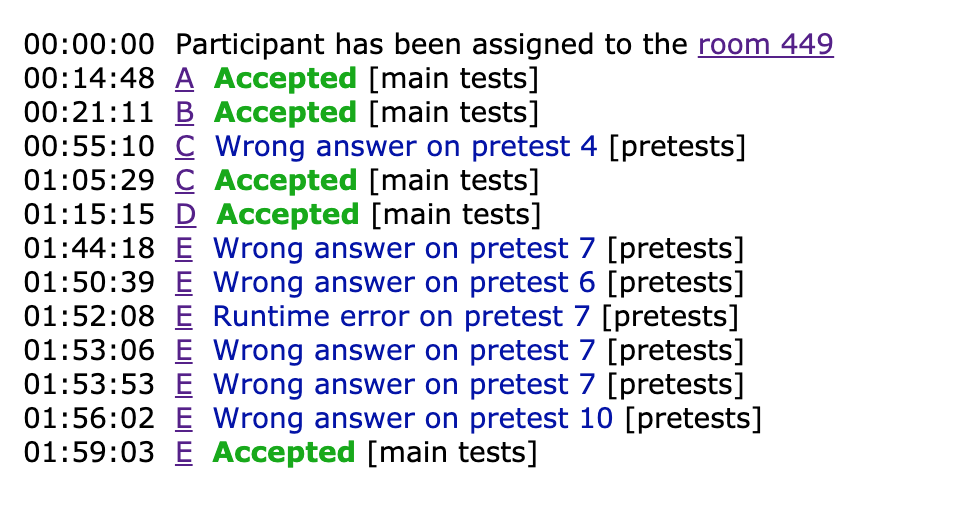 00:00:00 Participant has been assigned to the room 449
00:14:48 A Accepted [main tests]
00:21:11 B Accepted [main tests]
00:55:10 C Wrong answer on pretest 4 [pretests]
01:05:29 C Accepted [main tests]
01:15:15 D Accepted [main tests]
01:44:18 E Wrong answer on pretest 7 [pretests]
01:50:39 E Wrong answer on pretest 6 [pretests]
01:52:08 E Runtime error on pretest 7 [pretests]
01:53:06 E Wrong answer on pretest 7 [pretests]
01:53:53 E Wrong answer on pretest 7 [pretests]
01:56:02 E Wrong answer on pretest 10 [pretests]
01:59:03 E Accepted [main tests]